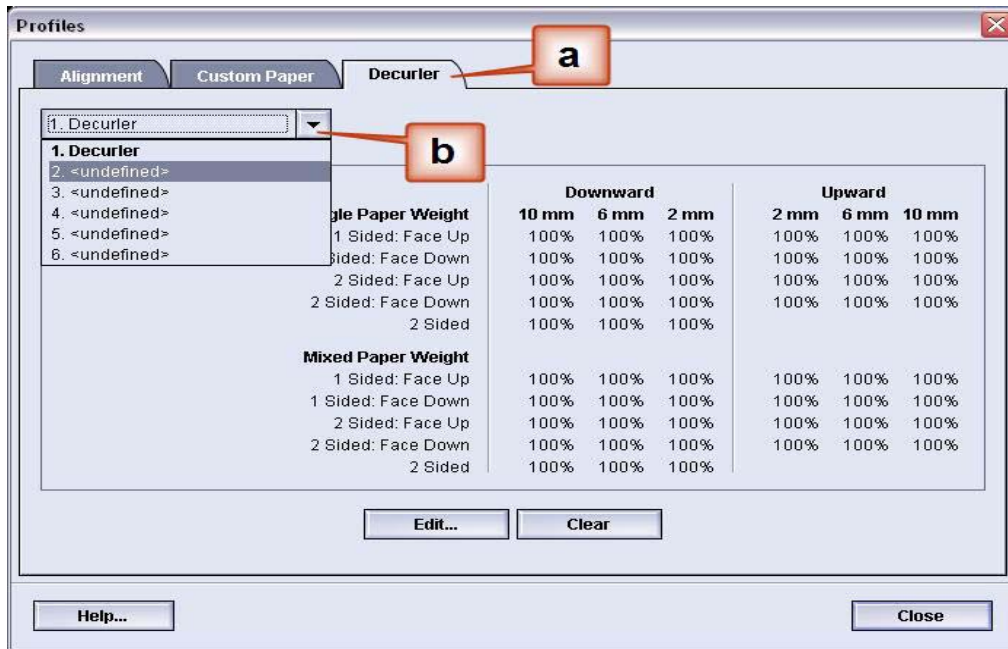 Profiles
a
Alignment Custom Paper Decurler
1. Decurler
b
1. Decurler
2. <undefined>
3. <undefined>
4. <undefined>
5. <undefined>
6. <undefined>
Downward Upward
gle Paper Weight 10 mm 6 mm 2 mm 2 mm 6 mm 10 mm
1 Sided: Face Up 100% 100% 100% 100% 100% 100%
Sided: Face Down 100% 100% 100% 100% 100% 100%
2 Sided: Face Up 100% 100% 100% 100% 100% 100%
2 Sided: Face Down 100% 100% 100% 100% 100% 100%
2 Sided 100% 100% 100%
Mixed Paper Weight
1 Sided: Face Up 100% 100% 100% 100% 100% 100%
1 Sided: Face Down 100% 100% 100% 100% 100% 100%
2 Sided: Face Up 100% 100% 100% 100% 100% 100%
2 Sided: Face Down 100% 100% 100% 100% 100% 100%
2 Sided 100% 100% 100%
Edit... Clear
Help... Close